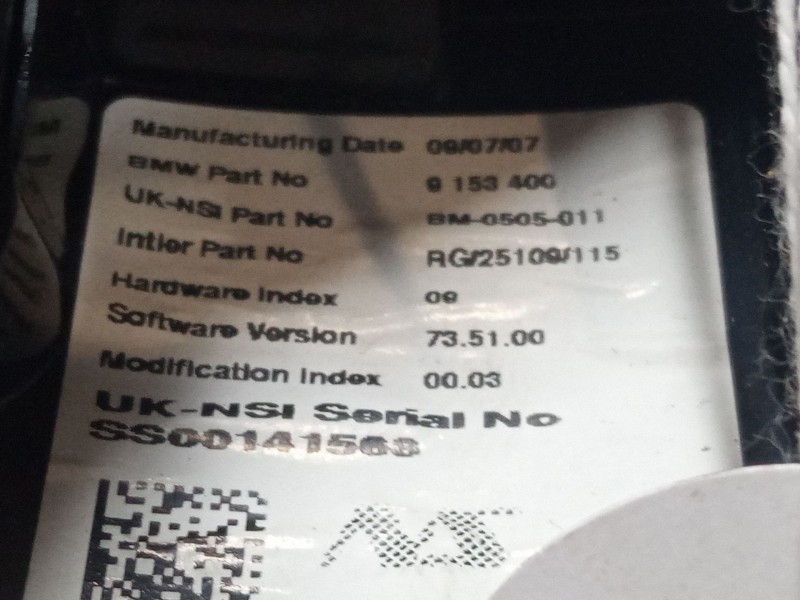 Manufacturing Date 09/07/07
BMW Part No 9 153 400
UK-NSI Part No BM-0505-011
Intier Part No RG/25109/115
Hardware Index 09
Software Version 73.51.00
Modification Index 00.03
UK-NSI Serial No
SS00141563
NS